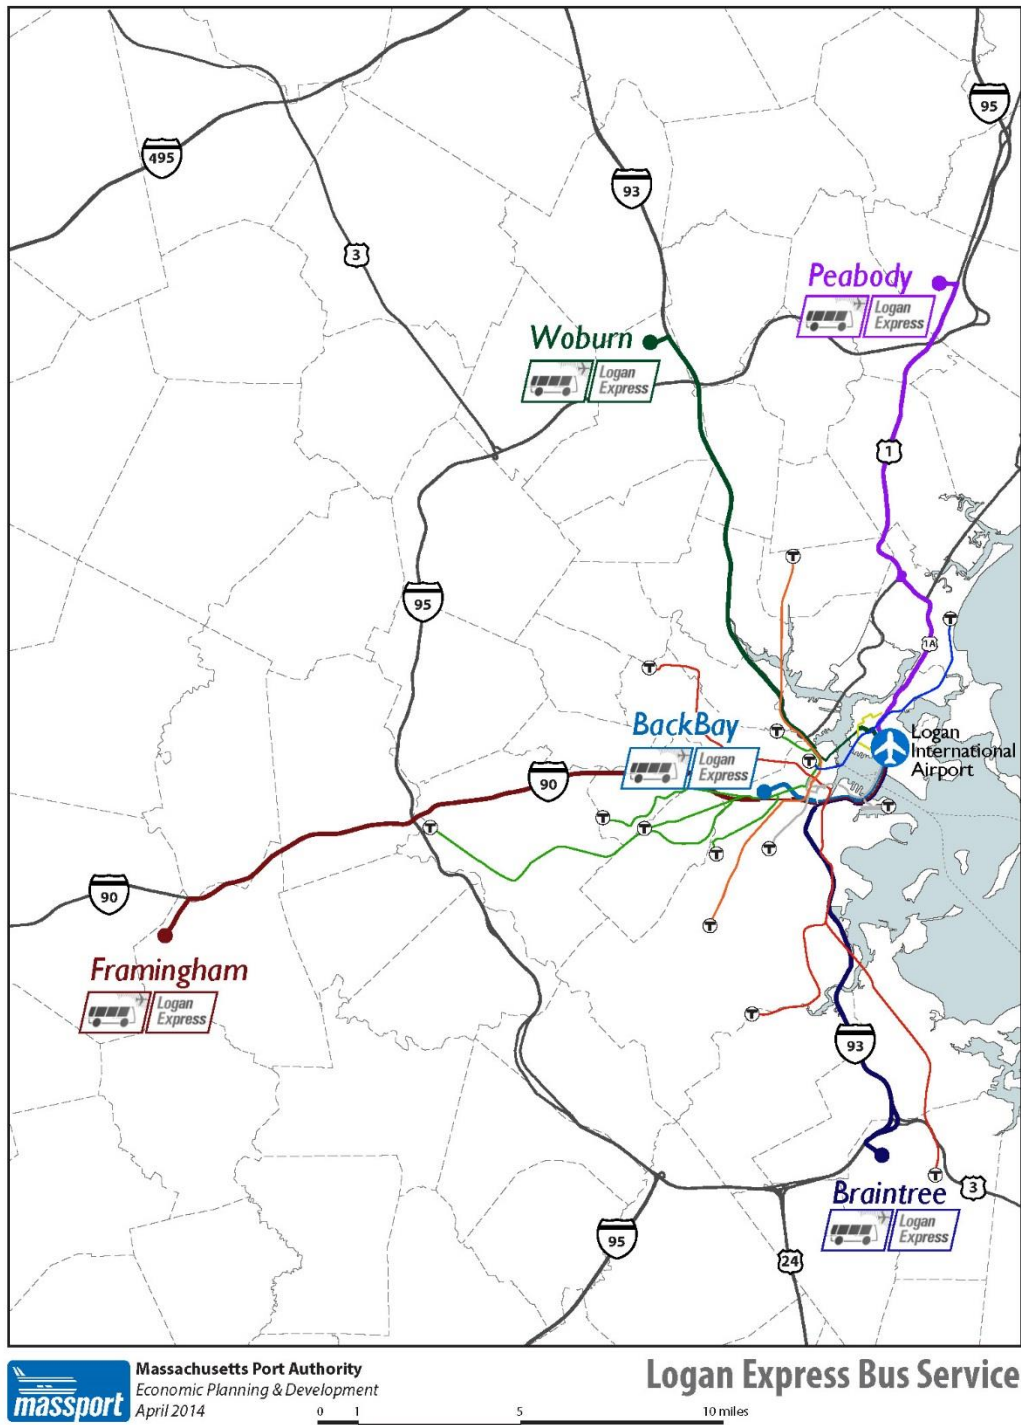 95
495
93
3
Peabody
Logan
Express
Woburn
Logan
Express
1
95
T
T
1A
T
BackBay
Logan
Express
T
T
Logan
International
Airport
90
T
T
T
T
T
T
90
T
Framingham
Logan
Express
T
93
Braintree
Logan
Express
T
3
95
24
massport
Massachusetts Port Authority
Economic Planning & Development
April 2014
0 1 5 10 miles
Logan Express Bus Service